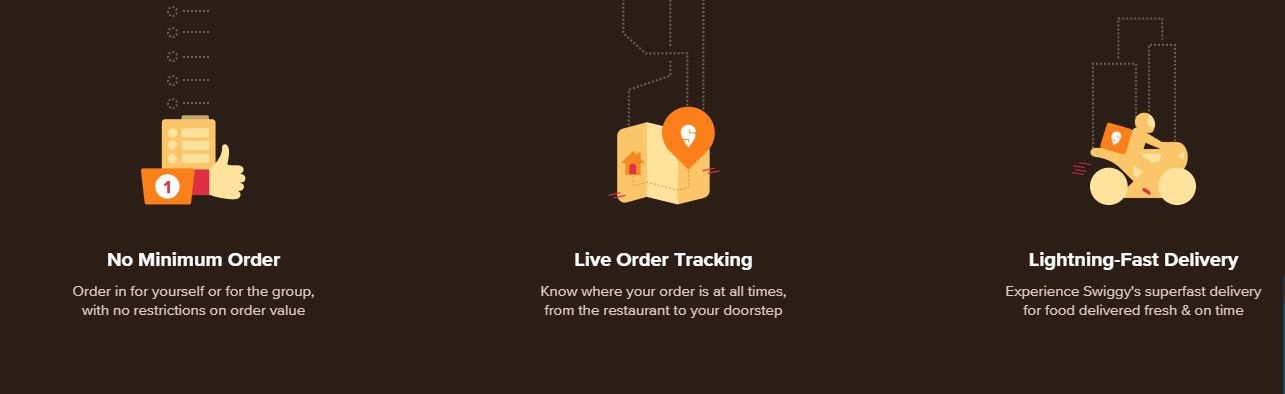 1
No Minimum Order
Order in for yourself or for the group,
with no restrictions on order value
Live Order Tracking
Know where your order is at all times,
from the restaurant to your doorstep
Lightning-Fast Delivery
Experience Swiggy's superfast delivery
for food delivered fresh & on time